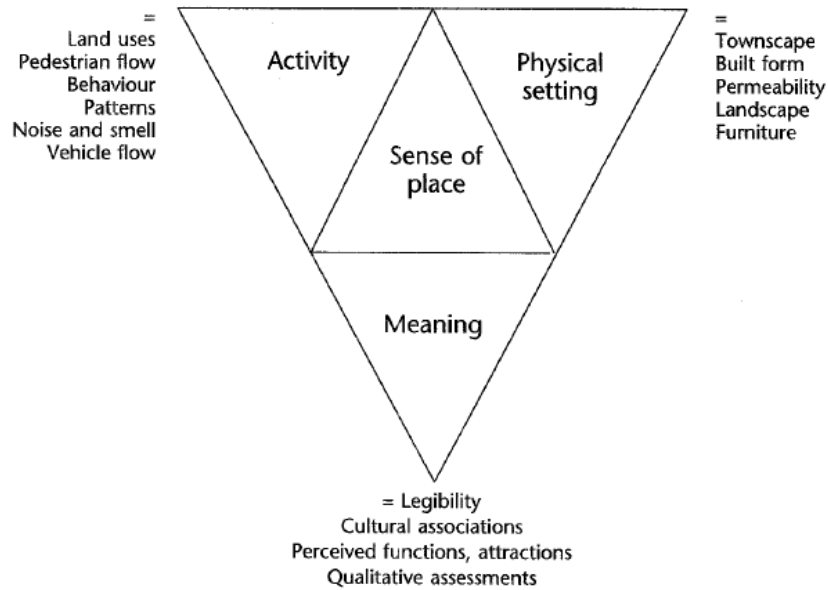 =
Land uses
Pedestrian flow
Behaviour
Patterns
Noise and smell
Vehicle flow
Activity
Physical
setting
=
Townscape
Built form
Permeability
Landscape
Furniture
Sense of
place
Meaning
= Legibility
Cultural associations
Perceived functions, attractions
Qualitative assessments